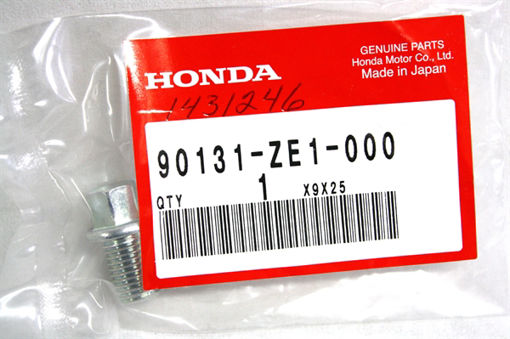 GENUINE PARTS
Honda Motor Co., Ltd.
Made in Japan
HONDA
1431246
90131-ZE1-000
QTY 1 X9X25